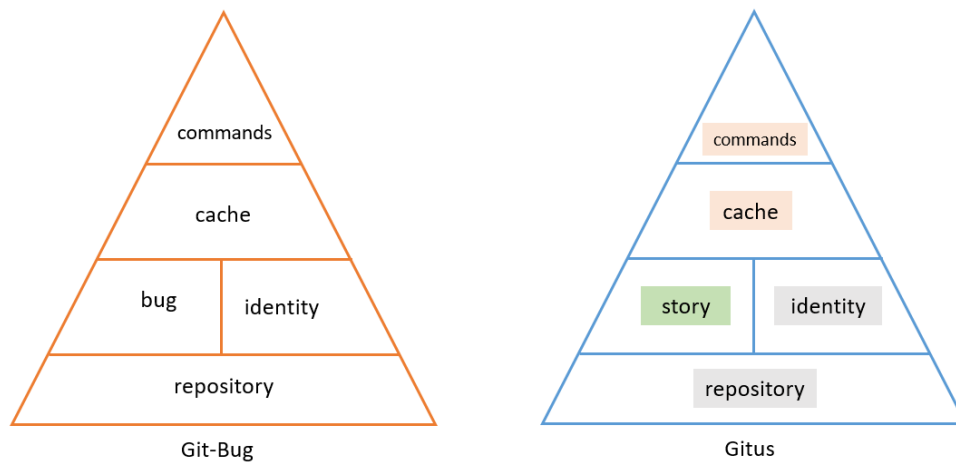 commands
cache
bug
identity
repository
Git-Bug
commands
cache
story
identity
repository
Gitus